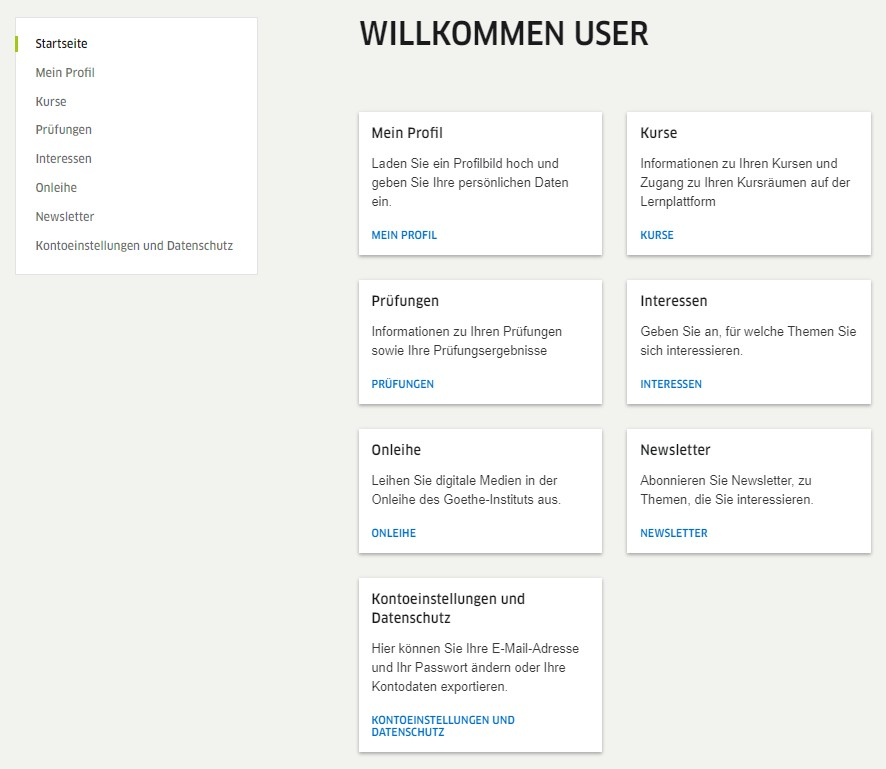 Startseite
Mein Profil
Kurse
Prüfungen
Interessen
Onleihe
Newsletter
Kontoeinstellungen und Datenschutz
WILLKOMMEN USER
Mein Profil
Laden Sie ein Profilbild hoch und
geben Sie Ihre persönlichen Daten
ein.
MEIN PROFIL
Kurse
Informationen zu Ihren Kursen und
Zugang zu Ihren Kursräumen auf der
Lernplattform
KURSE
Prüfungen
Informationen zu Ihren Prüfungen
sowie Ihre Prüfungsergebnisse
PRÜFUNGEN
Interessen
Geben Sie an, für welche Themen Sie
sich interessieren.
INTERESSEN
Onleihe
Leihen Sie digitale Medien in der
Onleihe des Goethe-Instituts aus.
ONLEIHE
Newsletter
Abonnieren Sie Newsletter, zu
Themen, die Sie interessieren.
NEWSLETTER
Kontoeinstellungen und
Datenschutz
Hier können Sie Ihre E-Mail-Adresse
und Ihr Passwort ändern oder Ihre
Kontodaten exportieren.
KONTOEINSTELLUNGEN UND
DATENSCHUTZ